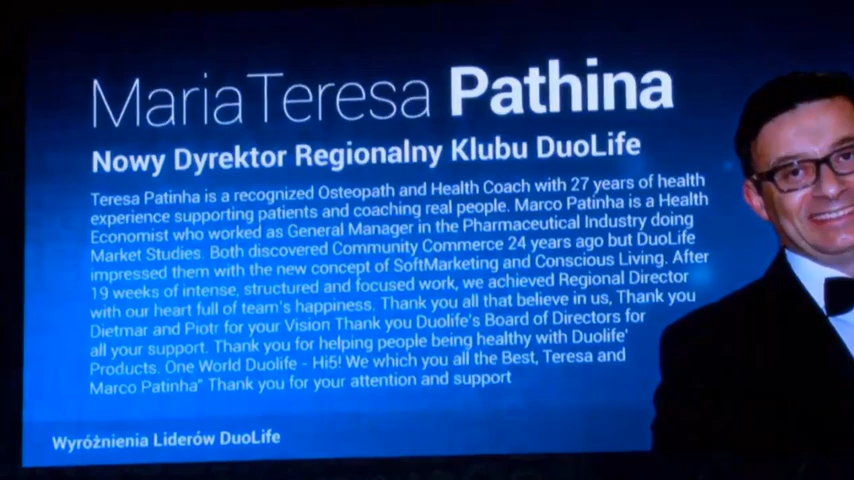 MariaTeresa Pathina
Nowy Dyrektor Regionalny Klubu DuoLife
Teresa Patinha is a recognized Osteopath and Health Coach with 27 years of health
experience supporting patients and coaching real people. Marco Patinha is a Health
Economist who worked as General Manager in the Pharmaceutical Industry doing
Market Studies. Both discovered Community Commerce 24 years ago but DuoLife
impressed them with the new concept of SoftMarketing and Conscious Living. After
19 weeks of intense, structured and focused work, we achieved Regional Director
with our heart full of team's happiness. Thank you all that believe in us, Thank you
Dietmar and Piotr for your Vision Thank you Duolife's Board of Directors for
all your support. Thank you for helping people being healthy with Duolife'
Products. One World Duolife - Hi5! We which you all the Best, Teresa and
Marco Patinha" Thank you for your attention and support
Wyróżnienia Liderów DuoLife